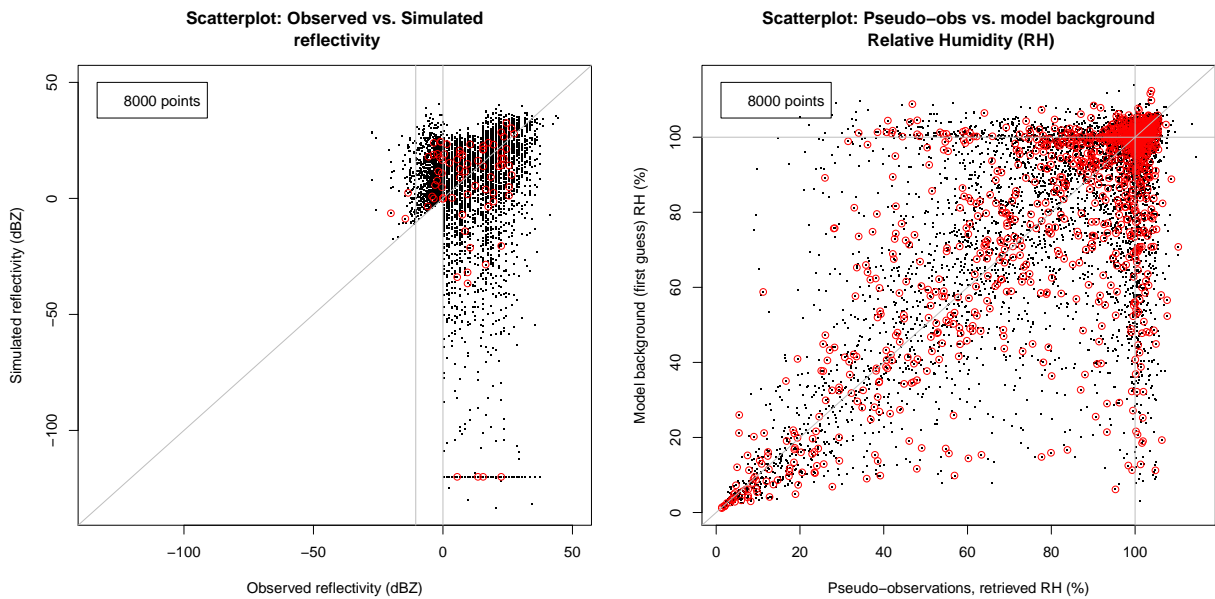 Scatterplot: Observed vs. Simulated
reflectivity
8000 points
50
0
−50
−100
Simulated reflectivity (dBZ)
−100
−50
0
50
Observed reflectivity (dBZ)
Scatterplot: Pseudo−obs vs. model background
Relative Humidity (RH)
8000 points
100
80
60
40
20
0
Model background (first guess) RH (%)
0
20
40
60
80
100
Pseudo−observations, retrieved RH (%)